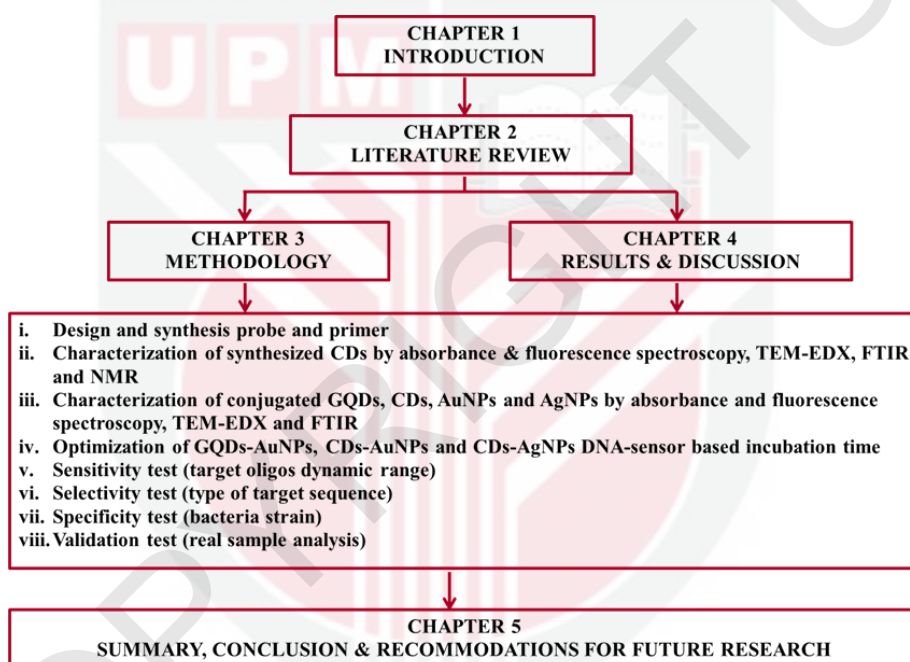 UPM
CHAPTER 1
INTRODUCTION
CHAPTER 2
LITERATURE REVIEW
CHAPTER 3
METHODOLOGY
CHAPTER 4
RESULTS & DISCUSSION
i. Design and synthesis probe and primer
ii. Characterization of synthesized CDs by absorbance & fluorescence spectroscopy, TEM-EDX, FTIR
and NMR
iii. Characterization of conjugated GQDs, CDs, AuNPs and AgNPs by absorbance and fluorescence
spectroscopy, TEM-EDX and FTIR
iv. Optimization of GQDs-AuNPs, CDs-AuNPs and CDs-AgNPs DNA-sensor based incubation time
v. Sensitivity test (target oligos dynamic range)
vi. Selectivity test (type of target sequence)
vii. Specificity test (bacteria strain)
viii. Validation test (real sample analysis)
CHAPTER 5
SUMMARY, CONCLUSION & RECOMMODATIONS FOR FUTURE RESEARCH
OPYRIGHT U